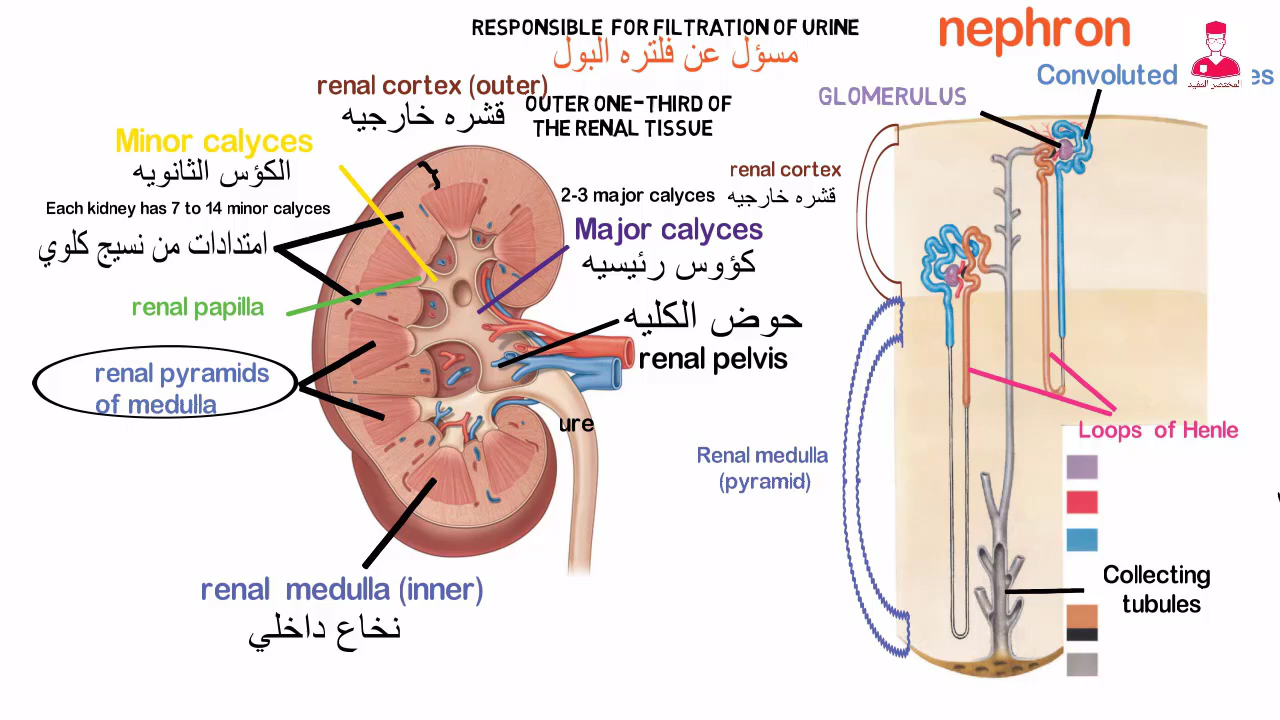 RESPONSIBLE FOR FILTRATION OF URINE
مسؤل عن فلتره البول
nephron
Convoluted
es
المختصر المفيد
renal cortex (outer)
قشره خارجيه
OUTER ONE-THIRD OF
THE RENAL TISSUE
GLOMERULUS
Minor calyces
الكؤس الثانويه
Each kidney has 7 to 14 minor calyces
امتدادات من نسيج كلوي
renal papilla
renal pyramids
of medulla
renal medulla (inner)
نخاع داخلي
2-3 major calyces
Major calyces
كؤوس رئيسيه
حوض الكليه
renal pelvis
ure
renal cortex
قشره خارجيه
Renal medulla
(pyramid)
Loops of Henle
Collecting
tubules